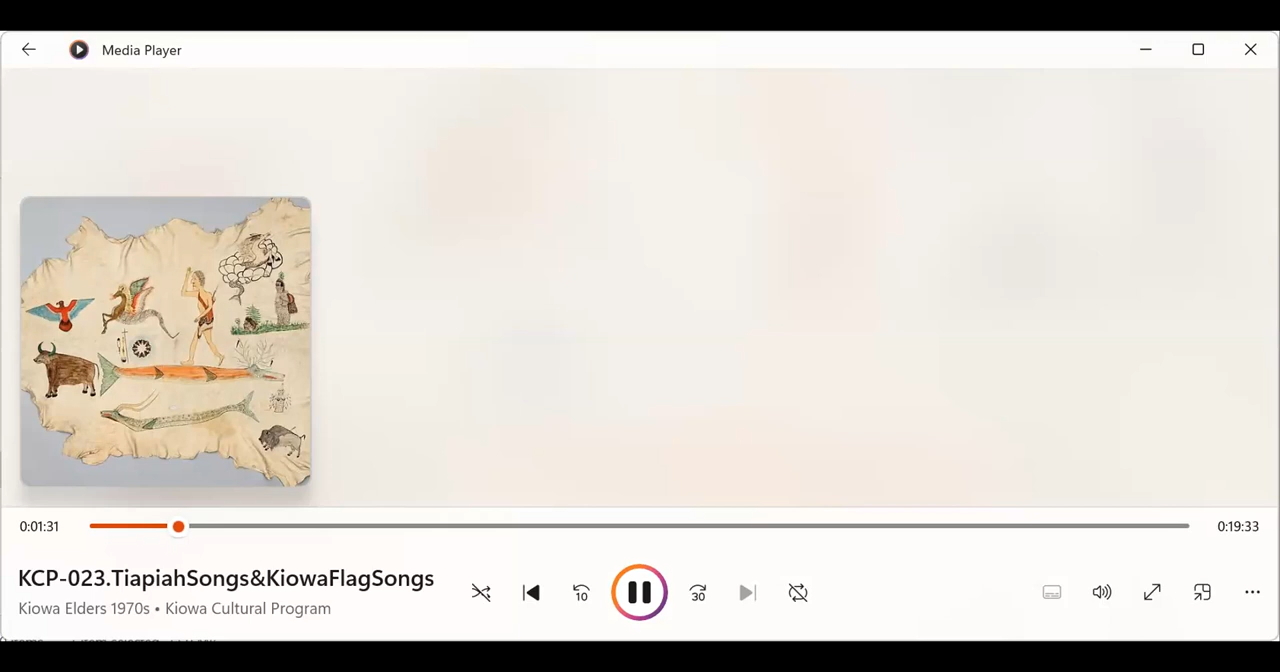 Media Player
0:01:31
0:19:33
KCP-023.TiapiahSongs&KiowaFlagSongs
Kiowa Elders 1970s • Kiowa Cultural Program
10
30